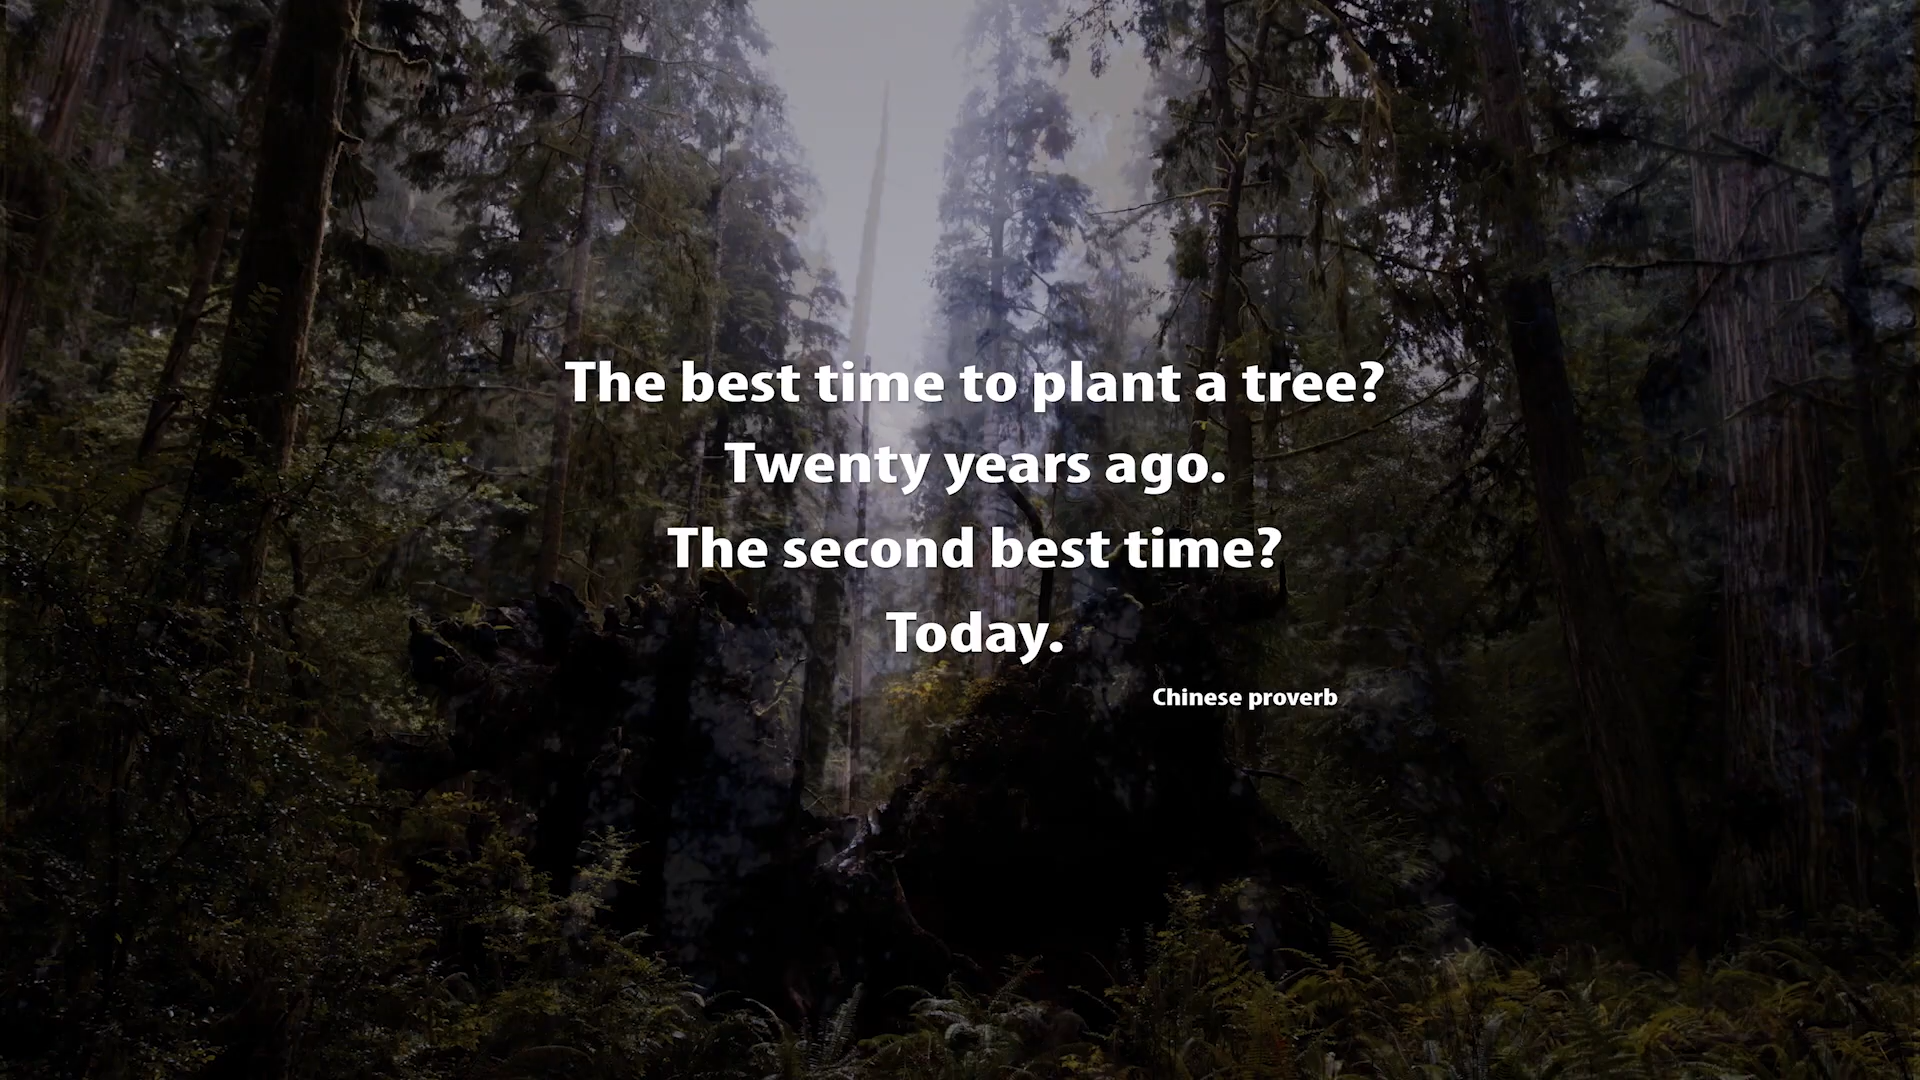 The best time to plant a tree?
Twenty years ago.
The second best time?
Today.
Chinese proverb